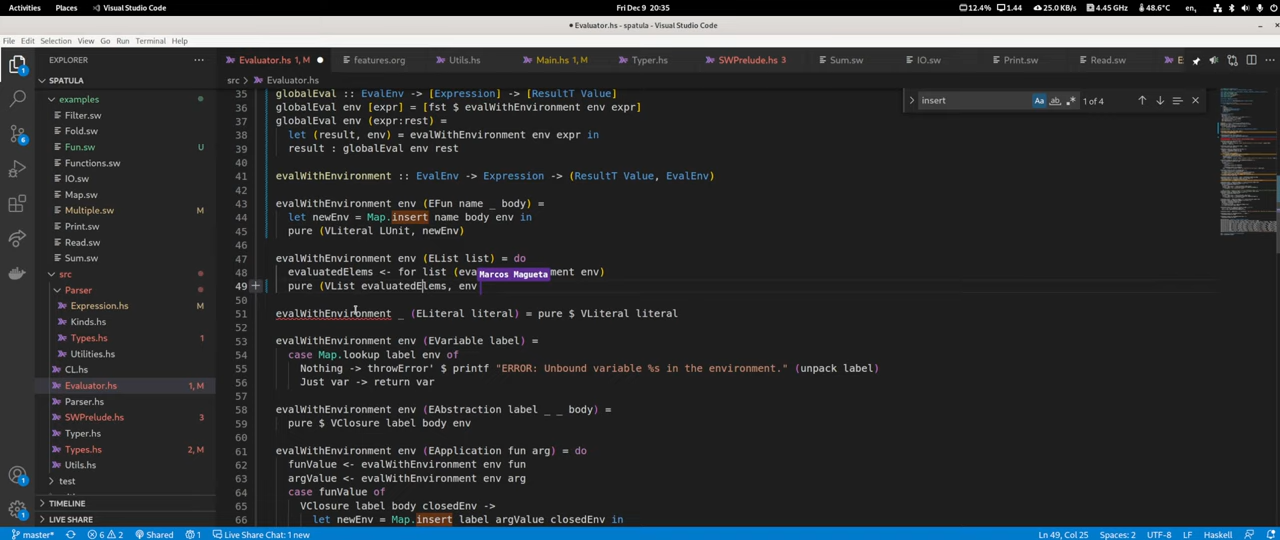 Activities
Places
Visual Studio Code
Fri Dec 9 20:35
12.4%
1.44
25.0 KB/s
4.45 GHz
48.6°C
en
● Evaluator.hs - spatula - Visual Studio Code
File Edit Selection View Go Run Terminal Help
EXPLORER
Evaluator.hs 1, M
features.org
Utils.hs
Main.hs 1, M
Typer.hs
SWPrelude.hs 3
Sum.sw
IO.sw
Print.sw
Read.sw
SPATULA
src > Evaluator.hs
examples
Filter.sw
Fold.sw
Fun.sw U
Functions.sw
IO.sw
Map.sw
Multiple.sw M
Print.sw
Read.sw
Sum.sw
src
Parser
Expression.hs M
Kinds.hs
Types.hs 1
Utilities.hs
CL.hs
Evaluator.hs 1, M
Parser.hs
SWPrelude.hs 3
Typer.hs
Types.hs 2, M
Utils.hs
test
TIMELINE
LIVE SHARE
insert
Aa
ab
1 of 4
35 globalEval :: EvalEnv -> [Expression] -> [ResultT Value]
36 globalEval env [expr] = [fst $ evalWithEnvironment env expr]
37 globalEval env (expr:rest) =
38 let (result, env) = evalWithEnvironment env expr in
39 result : globalEval env rest
40
41 evalWithEnvironment :: EvalEnv -> Expression -> (ResultT Value, EvalEnv)
42
43 evalWithEnvironment env (EFun name _ body) =
44 let newEnv = Map.insert name body env in
45 pure (VLiteral LUnit, newEnv)
46
47 evalWithEnvironment env (EList list) = do
48 evaluatedElems <- for list (eva Marcos Magueta ment env)
49 pure (VList evaluatedElems, env
50
51 evalWithEnvironment _ (ELiteral literal) = pure $ VLiteral literal
52
53 evalWithEnvironment env (EVariable label) =
54 case Map.lookup label env of
55 Nothing -> throwError' $ printf "ERROR: Unbound variable %s in the environment." (unpack label)
56 Just var -> return var
57
58 evalWithEnvironment env (EAbstraction label _ _ body) =
59 pure $ VClosure label body env
60
61 evalWithEnvironment env (EApplication fun arg) = do
62 funValue <- evalWithEnvironment env fun
63 argValue <- evalWithEnvironment env arg
64 case funValue of
65 VClosure label body closedEnv ->
66 let newEnv = Map.insert label argValue closedEnv in
master*
6 2
Shared
1
Live Share Chat: 1 new
Ln 49, Col 25
Spaces: 2
UTF-8
LF
Haskell